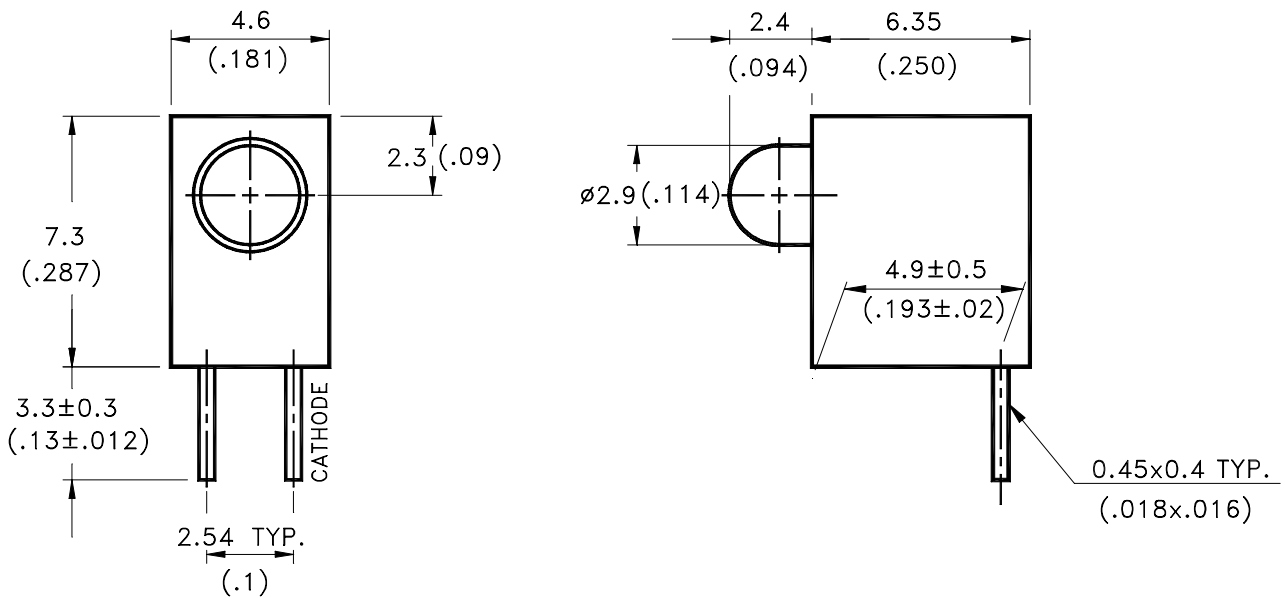 4.6
(.181)
2.3 (.09)
7.3
(.287)
3.3±0.3
(.13±.012)
CATHODE
2.54 TYP.
(.1)
2.4
(.094)
6.35
(.250)
ø2.9(.114)
4.9±0.5
(.193±.02)
0.45x0.4 TYP.
(.018x.016)